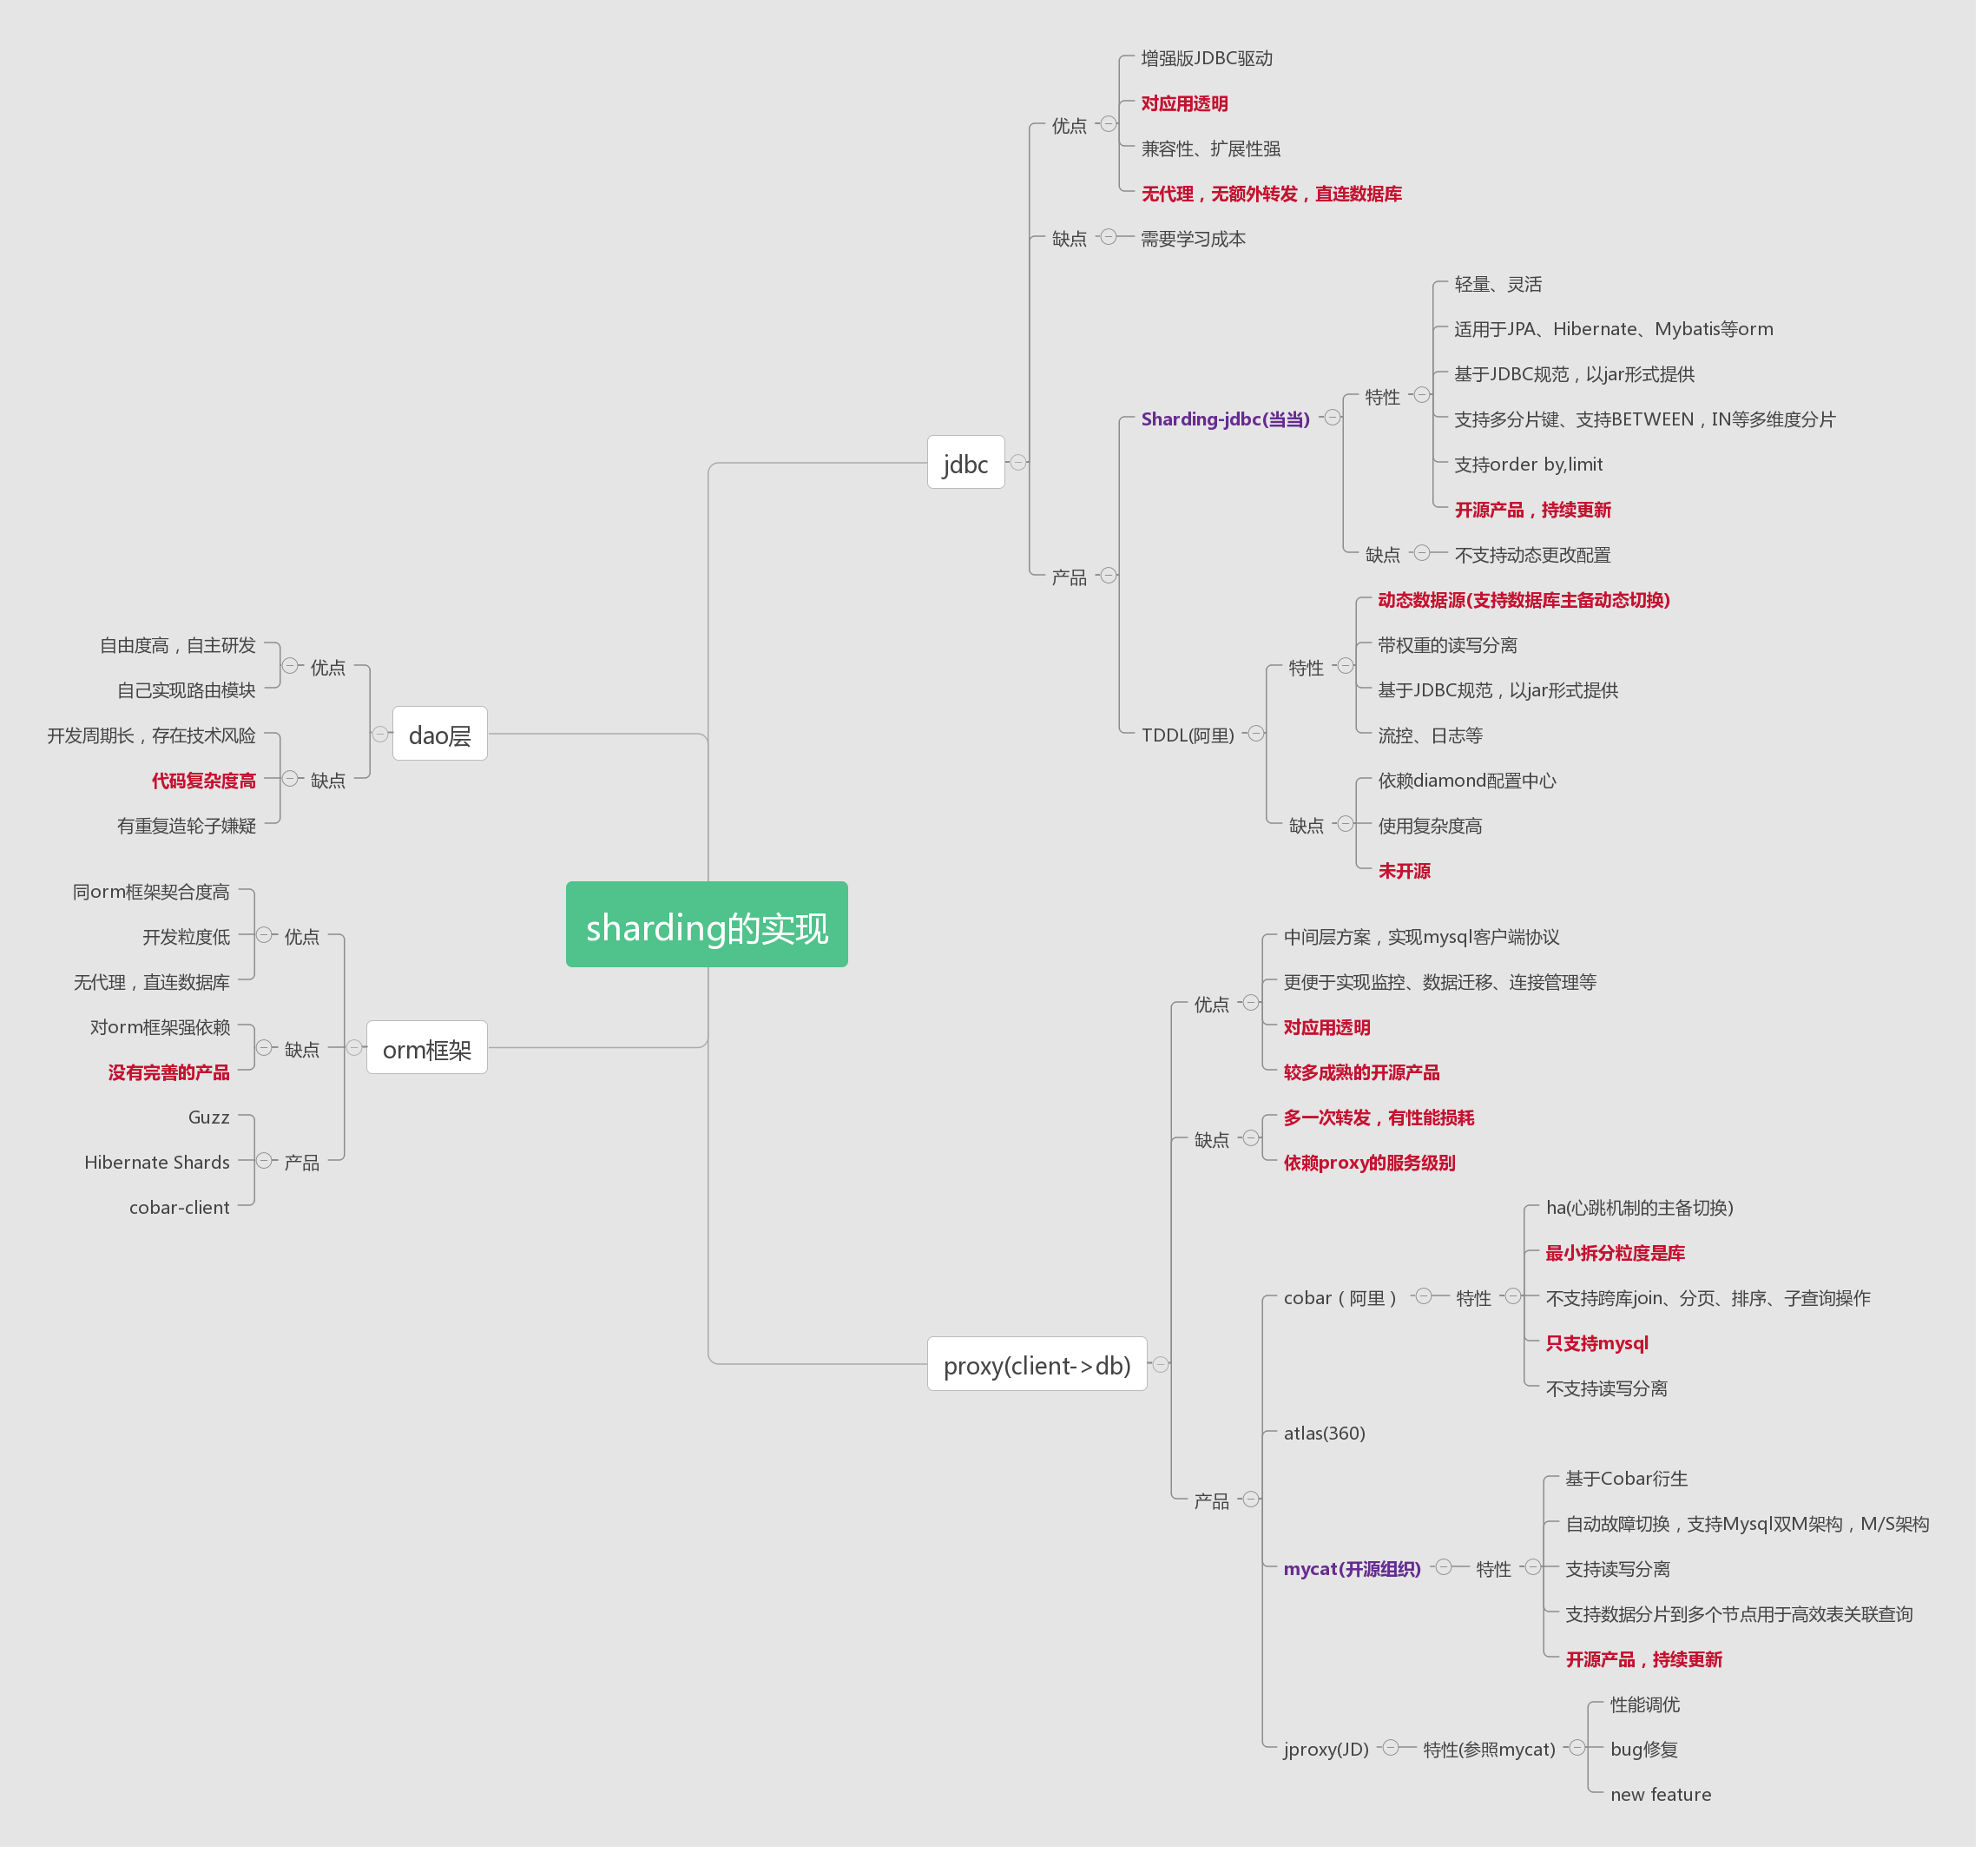 sharding的实现
jdbc
优点
增强版JDBC驱动
对应用透明
兼容性、扩展性强
无代理，无额外转发，直连数据库
缺点
需要学习成本
产品
Sharding-jdbc(当当)
特性
轻量、灵活
适用于JPA、Hibernate、Mybatis等orm
基于JDBC规范，以jar形式提供
支持多分片键、支持BETWEEN，IN等多维度分片
支持order by,limit
开源产品，持续更新
缺点
不支持动态更改配置
TDDL(阿里)
特性
动态数据源(支持数据库主备动态切换)
带权重的读写分离
基于JDBC规范，以jar形式提供
流控、日志等
缺点
依赖diamond配置中心
使用复杂度高
未开源
dao层
优点
自由度高，自主研发
自己实现路由模块
缺点
开发周期长，存在技术风险
代码复杂度高
有重复造轮子嫌疑
orm框架
优点
同orm框架契合度高
开发粒度低
无代理，直连数据库
缺点
对orm框架强依赖
没有完善的产品
产品
Guzz
Hibernate Shards
cobar-client
proxy(client->db)
优点
中间层方案，实现mysql客户端协议
更便于实现监控、数据迁移、连接管理等
对应用透明
较多成熟的开源产品
缺点
多一次转发，有性能损耗
依赖proxy的服务级别
产品
cobar（阿里）
特性
ha(心跳机制的主备切换)
最小拆分粒度是库
不支持跨库join、分页、排序、子查询操作
只支持mysql
不支持读写分离
atlas(360)
mycat(开源组织)
特性
基于Cobar衍生
自动故障切换，支持Mysql双M架构，M/S架构
支持读写分离
支持数据分片到多个节点用于高效表关联查询
开源产品，持续更新
jproxy(JD)
特性(参照mycat)
性能调优
bug修复
new feature